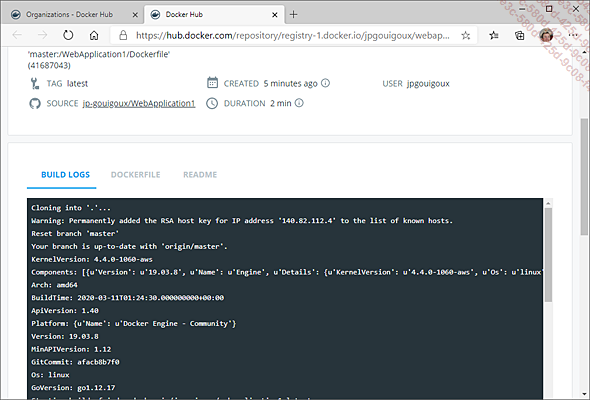 Organizations - Docker Hub
Docker Hub
https://hub.docker.com/repository/registry-1.docker.io/jpgouigoux/webap...
'master:/WebApplication1/Dockerfile'
(41687043)
TAG latest
CREATED 5 minutes ago
USER jpgouigoux
SOURCE jp-gouigoux/WebApplication1
DURATION 2 min
BUILD LOGS
DOCKERFILE
README
Cloning into '.'...
Warning: Permanently added the RSA host key for IP address '140.82.112.4' to the list of known hosts.
Reset branch 'master'
Your branch is up-to-date with 'origin/master'.
KernelVersion: 4.4.0-1060-aws
Components: [{u'Version': u'19.03.8', u'Name': u'Engine', u'Details': {u'KernelVersion': u'4.4.0-1060-aws', u'Os': u'linux'
Arch: amd64
BuildTime: 2020-03-11T01:24:30.000000000+00:00
ApiVersion: 1.40
Platform: {u'Name': u'Docker Engine - Community'}
Version: 19.03.8
MinAPIVersion: 1.12
GitCommit: afacb8b7f0
Os: linux
GoVersion: go1.12.17